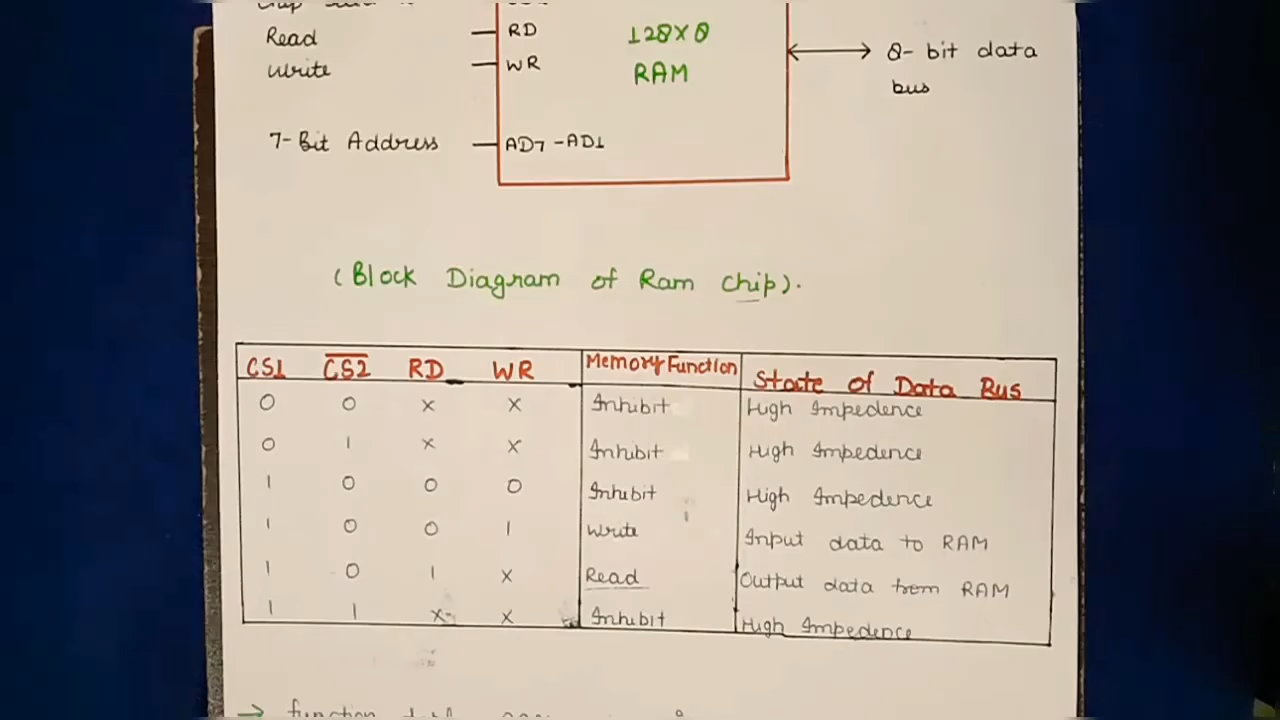 Read RD 128×8
Write WR RAM
8-bit data
bus
7-Bit Address AD7-AD1
(Block Diagram of Ram Chip).
CS1 C̅S̅2̅ RD WR Memory Function State of Data Bus
0 0 x x Inhibit High Impedence
0 1 x x Inhibit High Impedence
1 0 0 0 Inhibit High Impedence
1 0 0 1 Write Input data to RAM
1 0 1 x Read Output data from RAM
1 1 x x Inhibit High Impedence
→ function